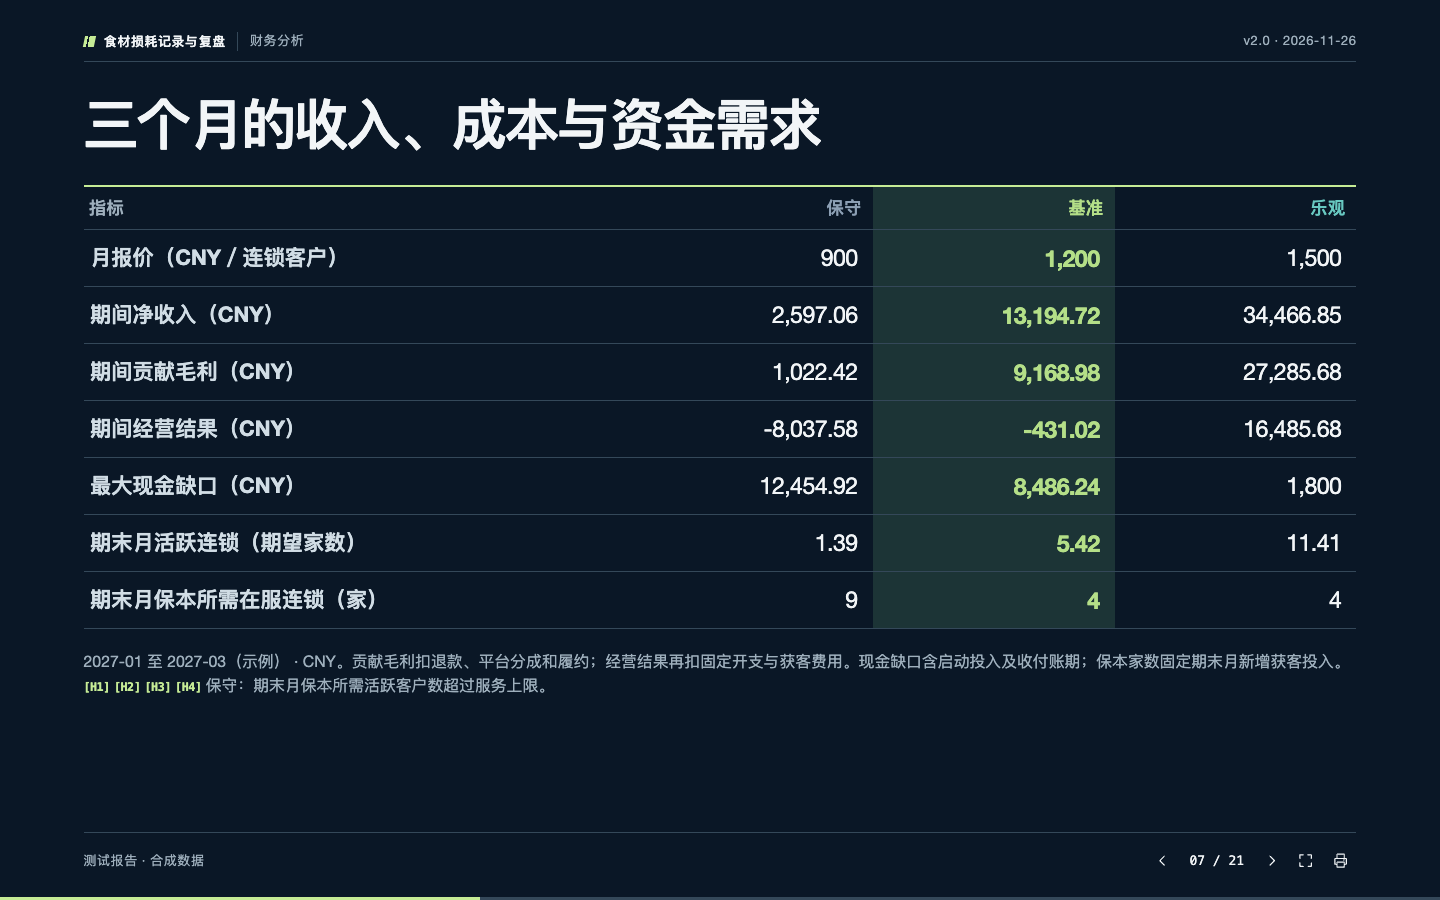 食材损耗记录与复盘 财务分析 v2.0 · 2026-11-26
三个月的收入、成本与资金需求
指标 保守 基准 乐观
月报价（CNY / 连锁客户） 900 1,200 1,500
期间净收入（CNY） 2,597.06 13,194.72 34,466.85
期间贡献毛利（CNY） 1,022.42 9,168.98 27,285.68
期间经营结果（CNY） -8,037.58 -431.02 16,485.68
最大现金缺口（CNY） 12,454.92 8,486.24 1,800
期末月活跃连锁（期望家数） 1.39 5.42 11.41
期末月保本所需在服连锁（家） 9 4 4
2027-01 至 2027-03（示例） · CNY。贡献毛利扣退款、平台分成和履约；经营结果再扣固定开支与获客费用。现金缺口含启动投入及收付账期；保本家数固定期末月新增获客投入。
[H1] [H2] [H3] [H4] 保守：期末月保本所需活跃客户数超过服务上限。
测试报告 · 合成数据 07 / 21